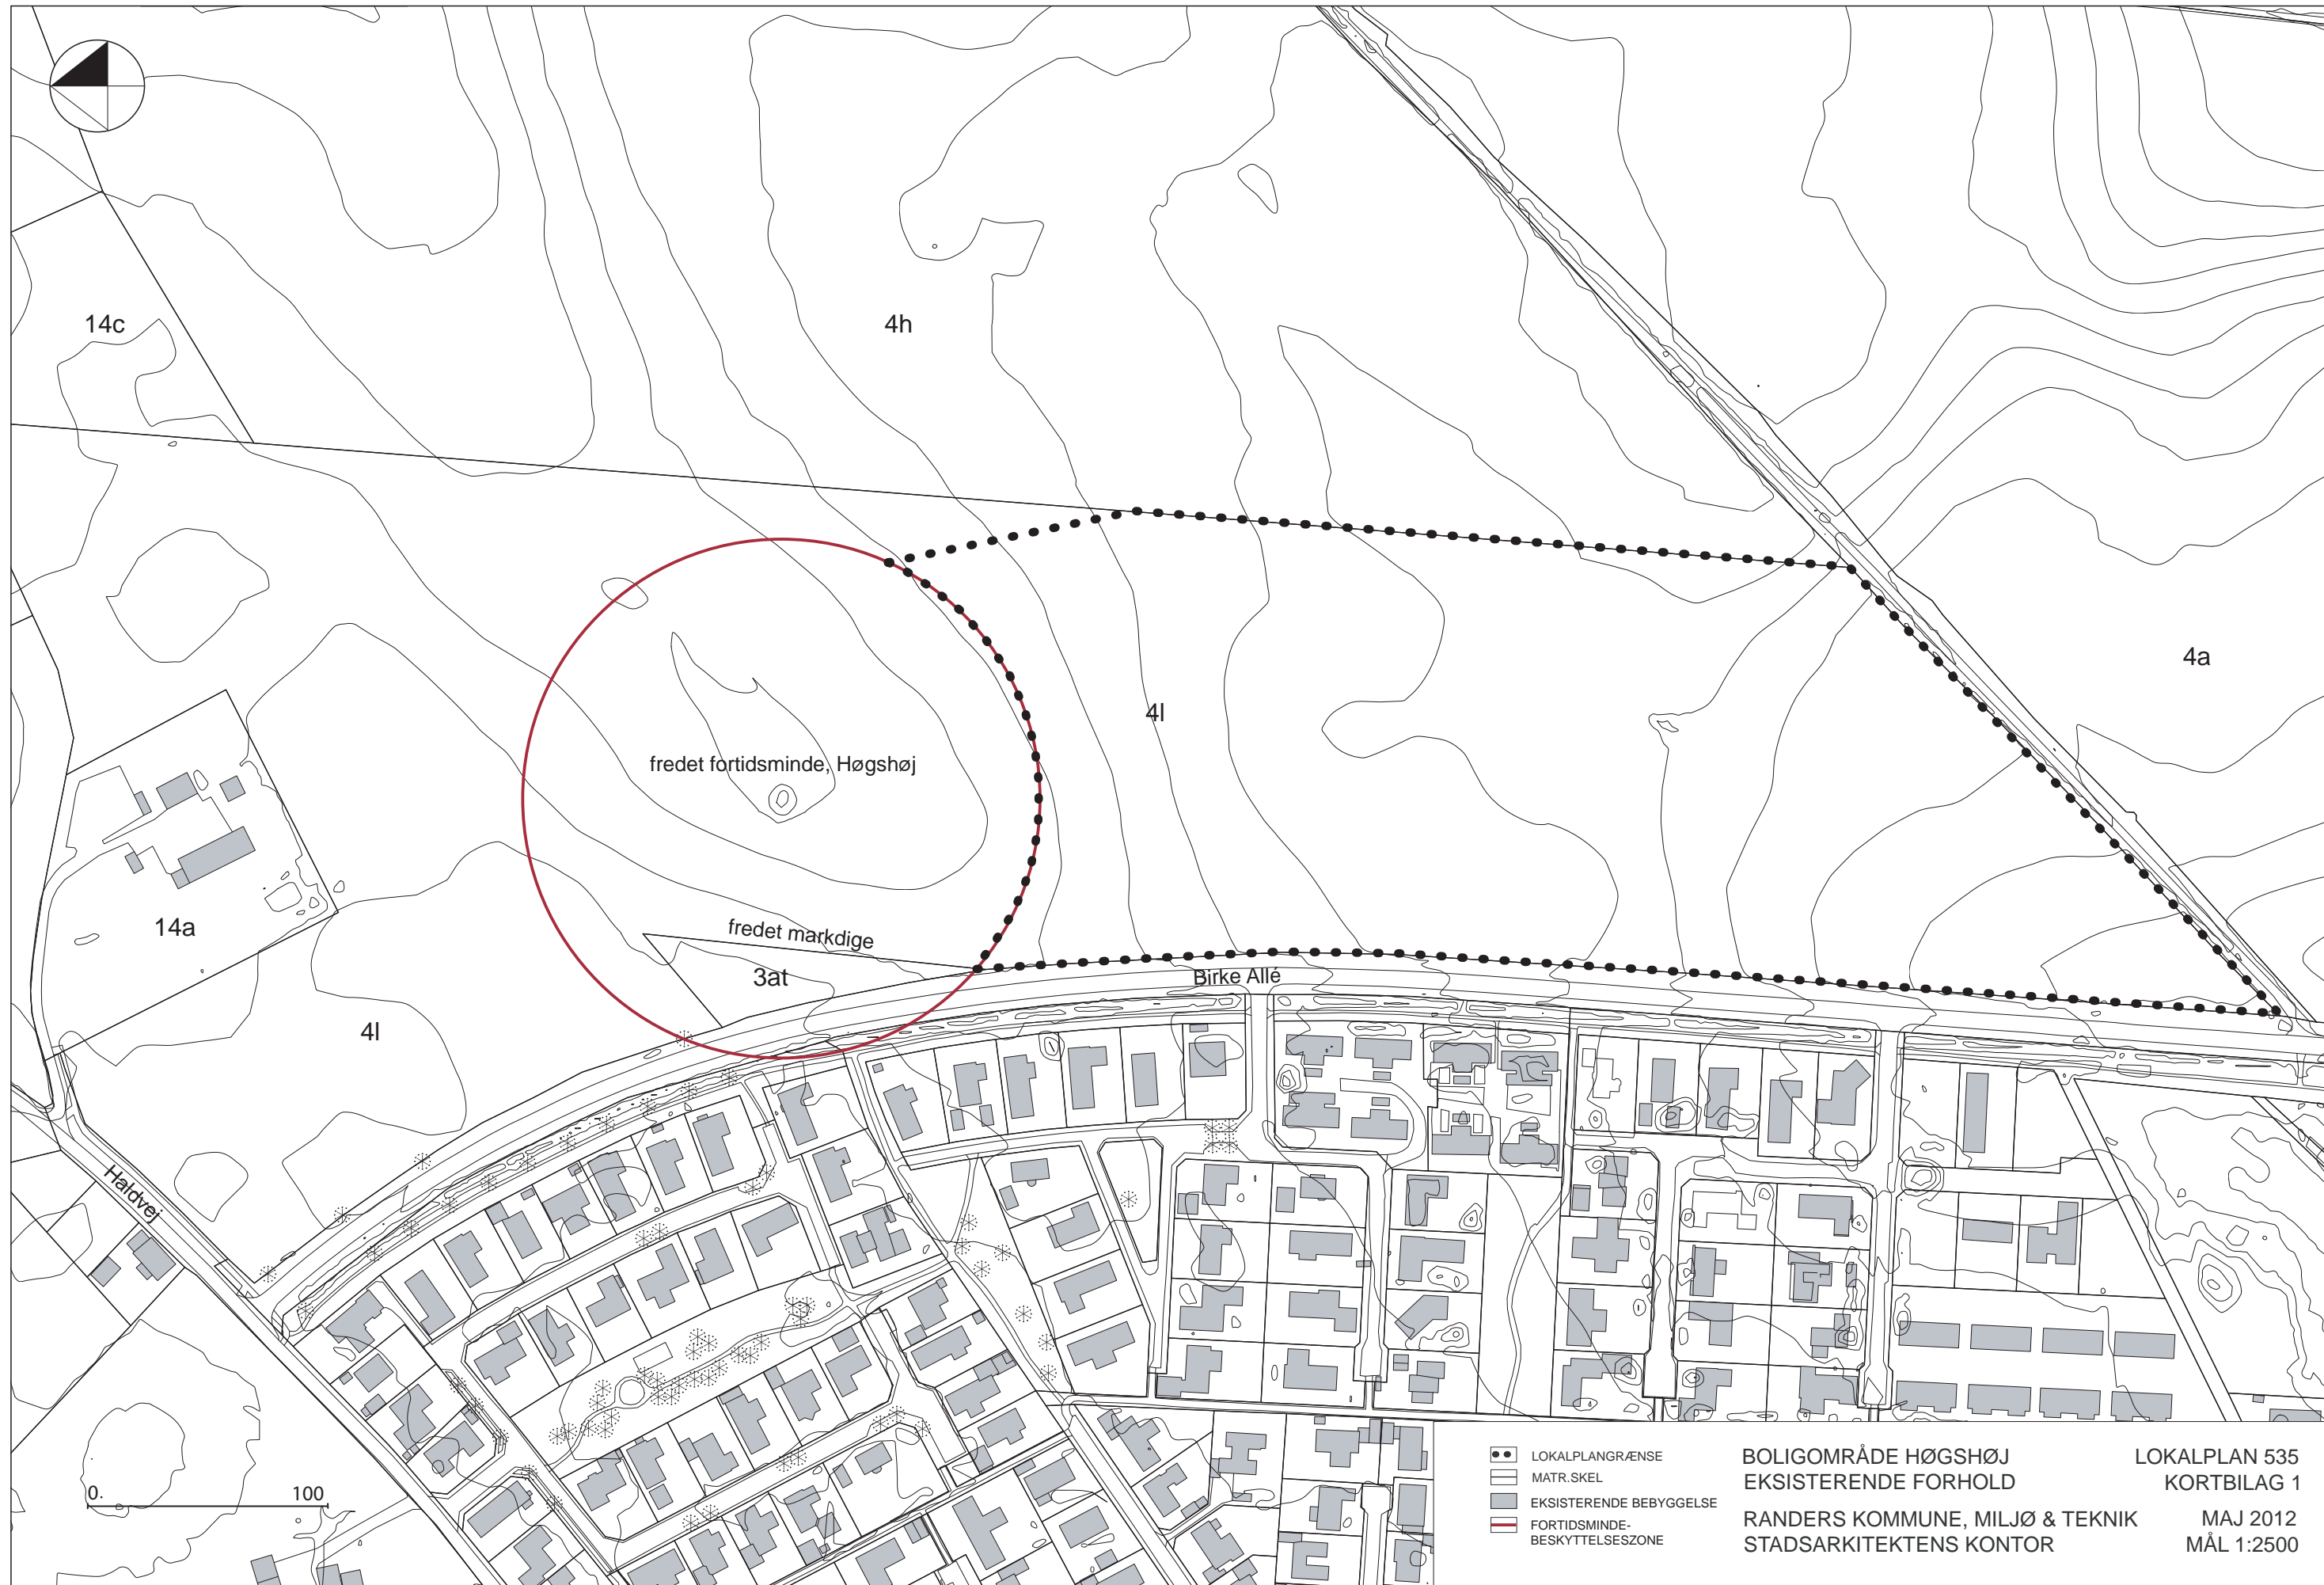 14c
4h
4a
4l
fredet fortidsminde, Høgshøj
14a
fredet markdige
3at
Birke Allé
4l
Haldvej
0.
100
LOKALPLANGRÆNSE
MATR.SKEL
EKSISTERENDE BEBYGGELSE
FORTIDSMINDE-
BESKYTTELSESZONE
BOLIGOMRÅDE HØGSHØJ
EKSISTERENDE FORHOLD
RANDERS KOMMUNE, MILJØ & TEKNIK
STADSARKITEKTENS KONTOR
LOKALPLAN 535
KORTBILAG 1
MAJ 2012
MÅL 1:2500